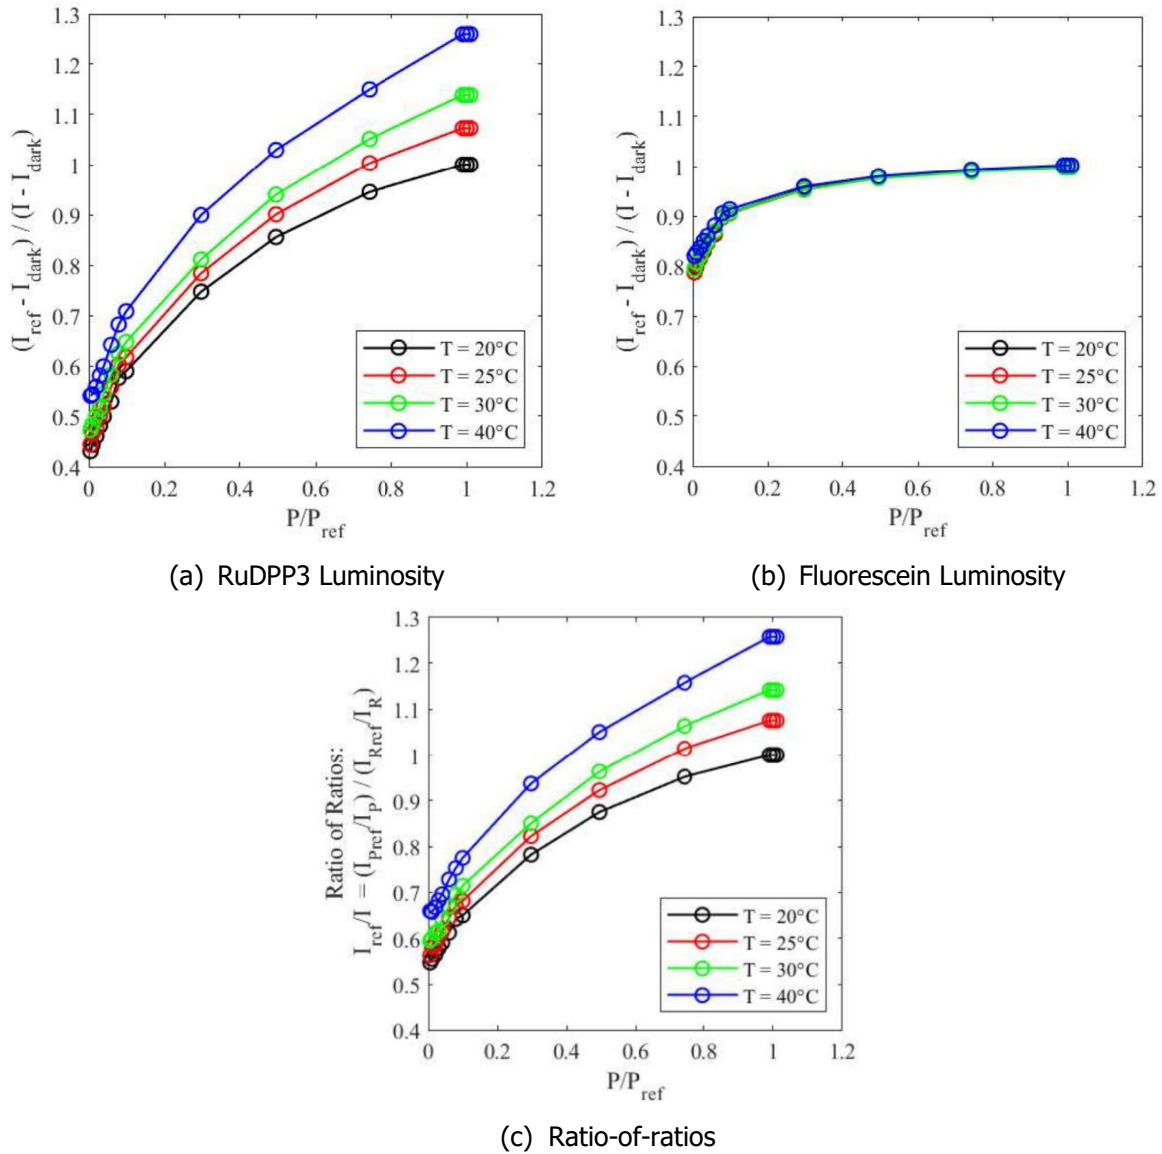 1.3
1.2
1.1
1
0.9
0.8
0.7
0.6
0.5
0.4
(I_ref - I_dark) / (I - I_dark)
0 0.2 0.4 0.6 0.8 1 1.2
P/P_ref
T = 20°C
T = 25°C
T = 30°C
T = 40°C
(a) RuDPP3 Luminosity
1.3
1.2
1.1
1
0.9
0.8
0.7
0.6
0.5
0.4
(I_ref - I_dark) / (I - I_dark)
0 0.2 0.4 0.6 0.8 1 1.2
P/P_ref
T = 20°C
T = 25°C
T = 30°C
T = 40°C
(b) Fluorescein Luminosity
1.3
1.2
1.1
1
0.9
0.8
0.7
0.6
0.5
0.4
Ratio of Ratios:
I_ref/I = (I_Pref/I_P) / (I_Rref/I_R)
0 0.2 0.4 0.6 0.8 1 1.2
P/P_ref
T = 20°C
T = 25°C
T = 30°C
T = 40°C
(c) Ratio-of-ratios